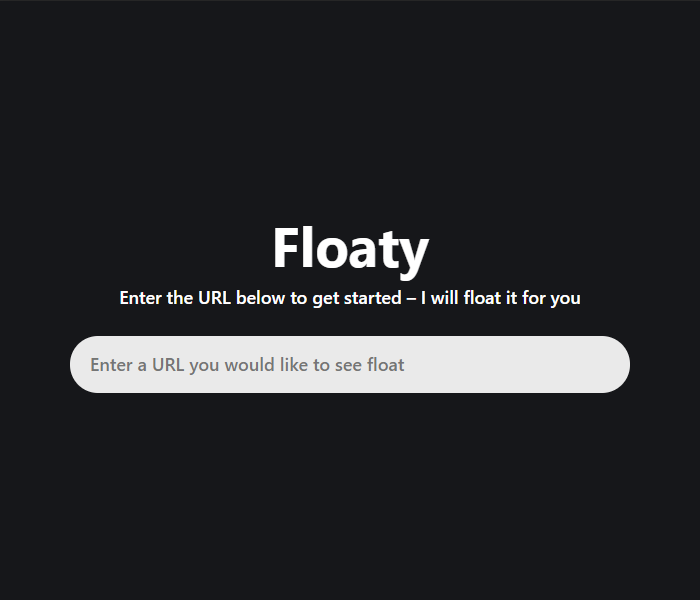 Floaty
Enter the URL below to get started – I will float it for you
Enter a URL you would like to see float